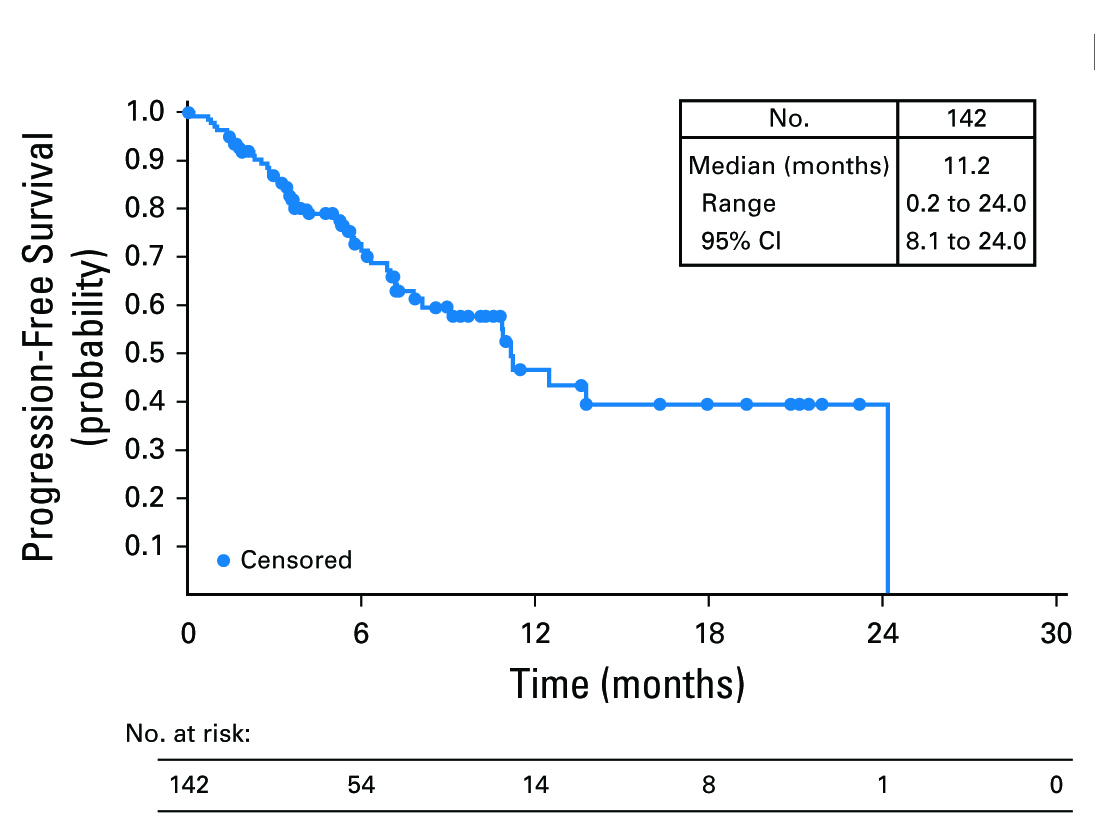 Progression-Free Survival
(probability)
1.0
0.9
0.8
0.7
0.6
0.5
0.4
0.3
0.2
0.1
No. 142
Median (months) 11.2
Range 0.2 to 24.0
95% CI 8.1 to 24.0
Censored
0 6 12 18 24 30
Time (months)
No. at risk:
142 54 14 8 1 0